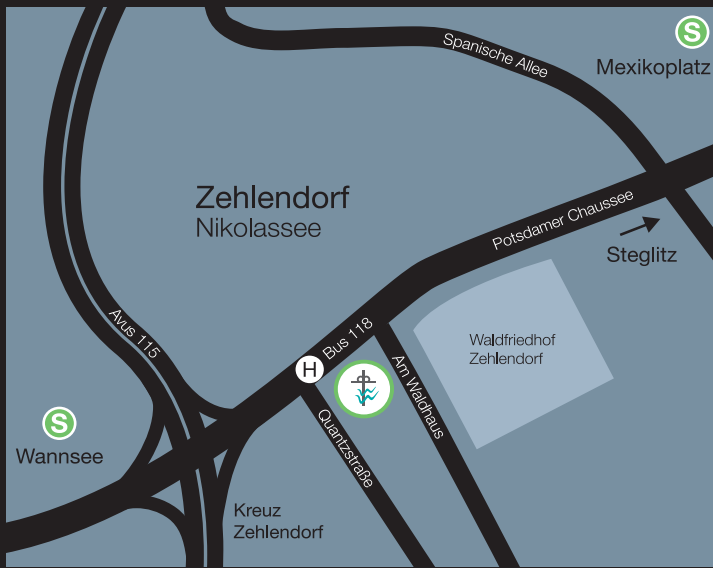 S
Mexikoplatz
Spanische Allee
Zehlendorf
Nikolassee
Potsdamer Chaussee
Steglitz
Avus 115
Bus 118
H
Waldfriedhof
Zehlendorf
Am Waldhaus
Quantzstraße
S
Wannsee
Kreuz
Zehlendorf